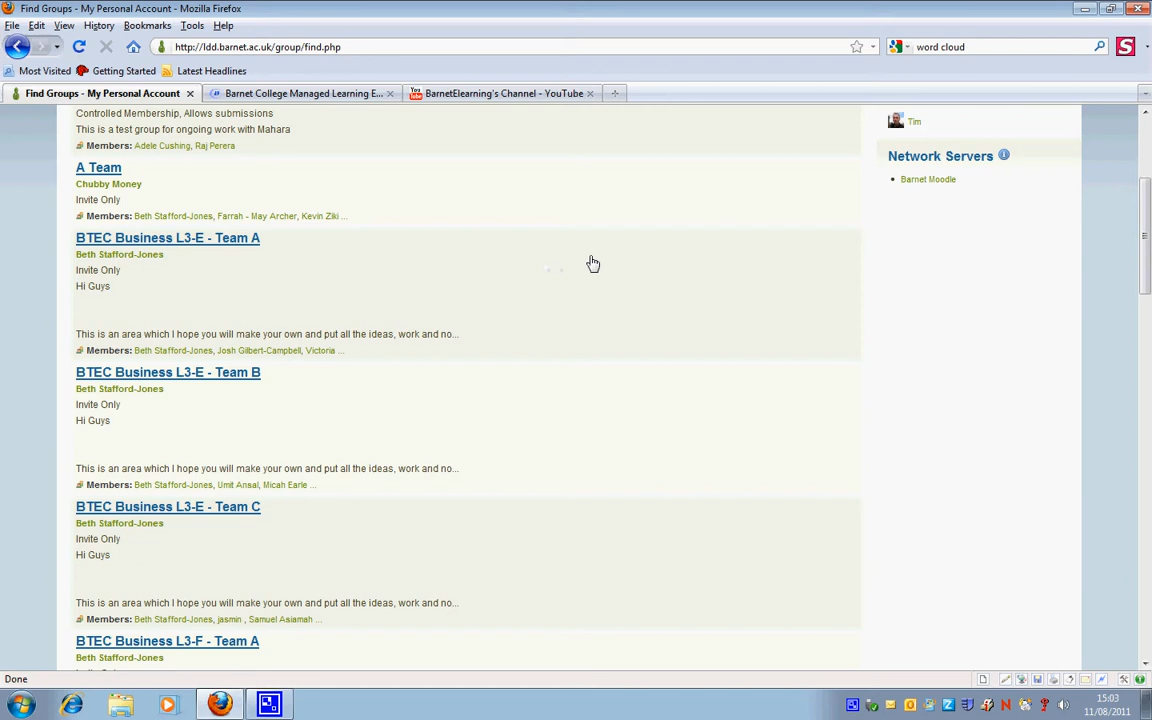 Find Groups - My Personal Account - Mozilla Firefox
File Edit View History Bookmarks Tools Help
http://ldd.barnet.ac.uk/group/find.php
word cloud
Most Visited Getting Started Latest Headlines
Find Groups - My Personal Account
Barnet College Managed Learning E...
BarnetElearning's Channel - YouTube
Controlled Membership, Allows submissions
This is a test group for ongoing work with Mahara
Members: Adele Cushing, Raj Perera
Tim
Network Servers
Barnet Moodle
A Team
Chubby Money
Invite Only
Members: Beth Stafford-Jones, Farrah - May Archer, Kevin Ziki ...
BTEC Business L3-E - Team A
Beth Stafford-Jones
Invite Only
Hi Guys
This is an area which I hope you will make your own and put all the ideas, work and no...
Members: Beth Stafford-Jones, Josh Gilbert-Campbell, Victoria ...
BTEC Business L3-E - Team B
Beth Stafford-Jones
Invite Only
Hi Guys
This is an area which I hope you will make your own and put all the ideas, work and no...
Members: Beth Stafford-Jones, Umit Ansal, Micah Earle ...
BTEC Business L3-E - Team C
Beth Stafford-Jones
Invite Only
Hi Guys
This is an area which I hope you will make your own and put all the ideas, work and no...
Members: Beth Stafford-Jones, jasmin , Samuel Asiamah ...
BTEC Business L3-F - Team A
Beth Stafford-Jones
Done
15:03
11/08/2011